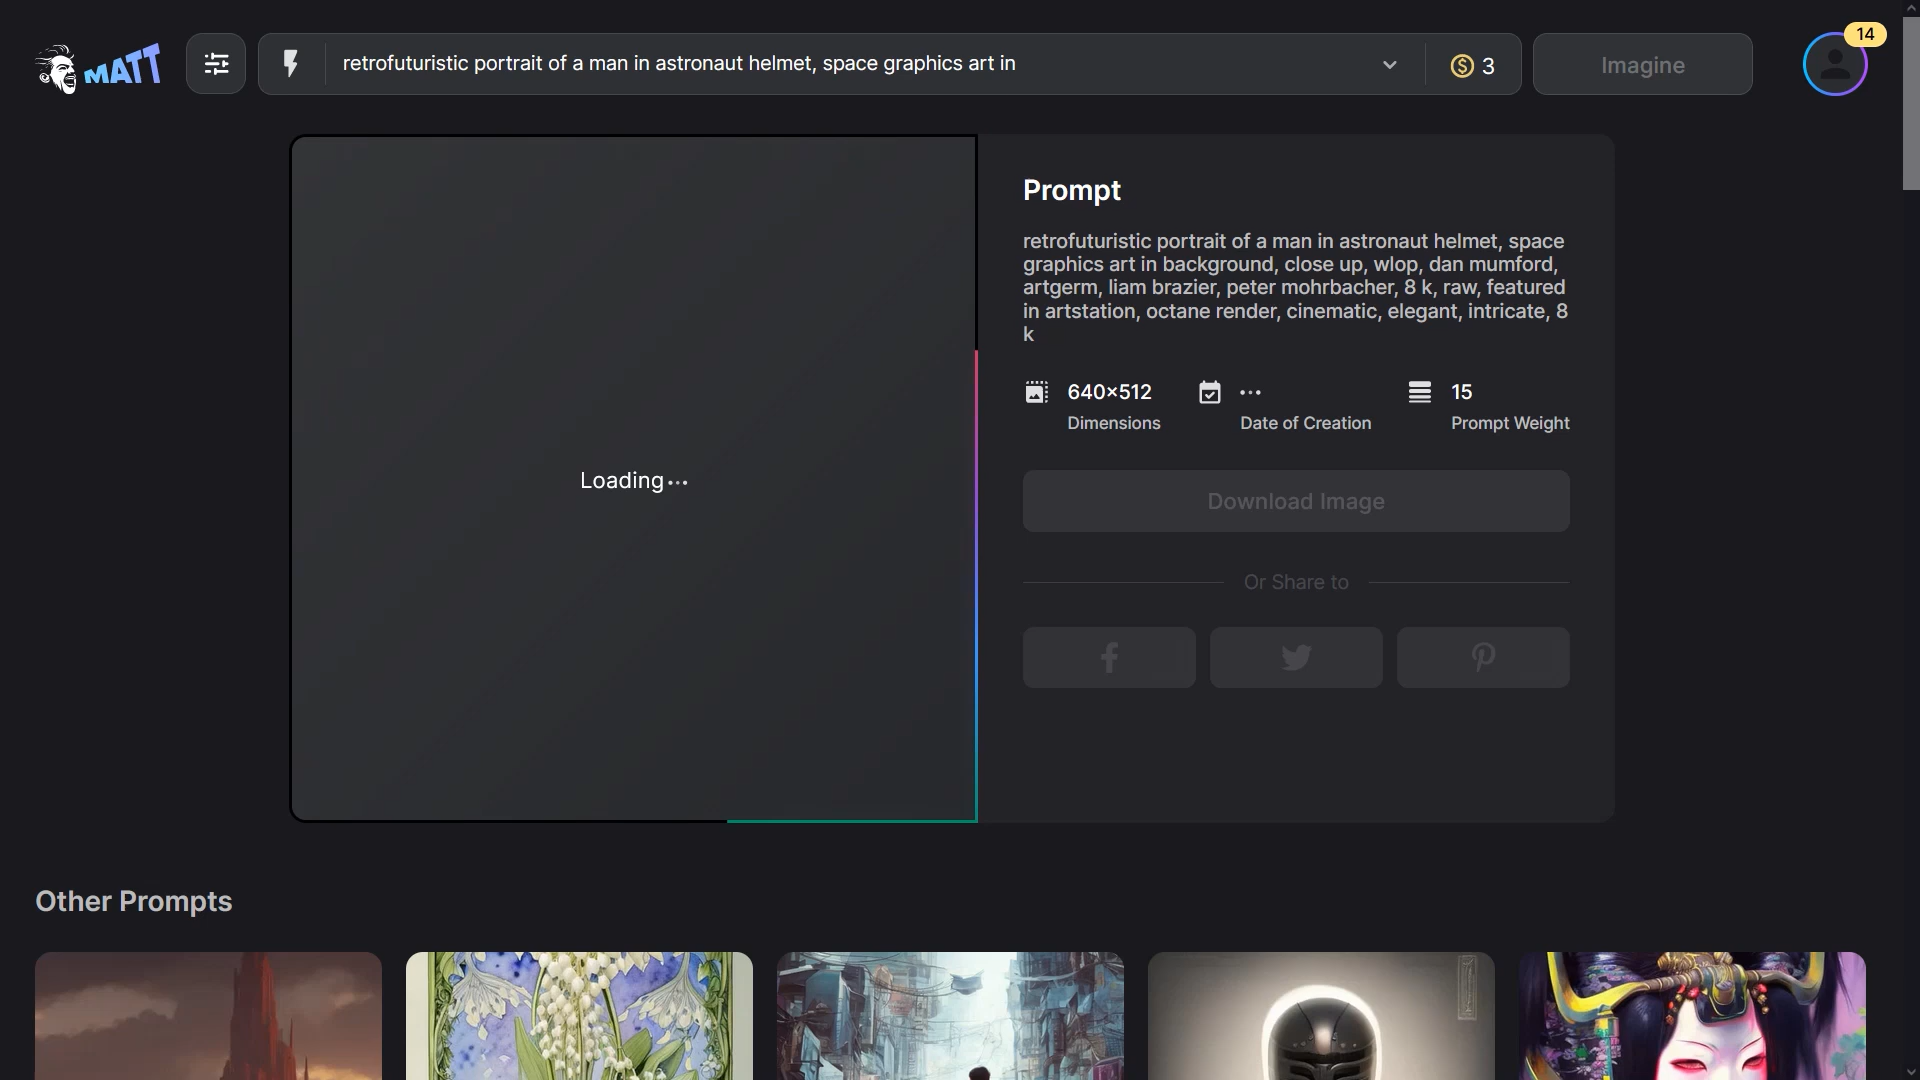 MATT
retrofuturistic portrait of a man in astronaut helmet, space graphics art in
3
Imagine
14
Loading...
Prompt
retrofuturistic portrait of a man in astronaut helmet, space
graphics art in background, close up, wlop, dan mumford,
artgerm, liam brazier, peter mohrbacher, 8 k, raw, featured
in artstation, octane render, cinematic, elegant, intricate, 8
k
640×512
Dimensions
...
Date of Creation
15
Prompt Weight
Download Image
Or Share to
Other Prompts